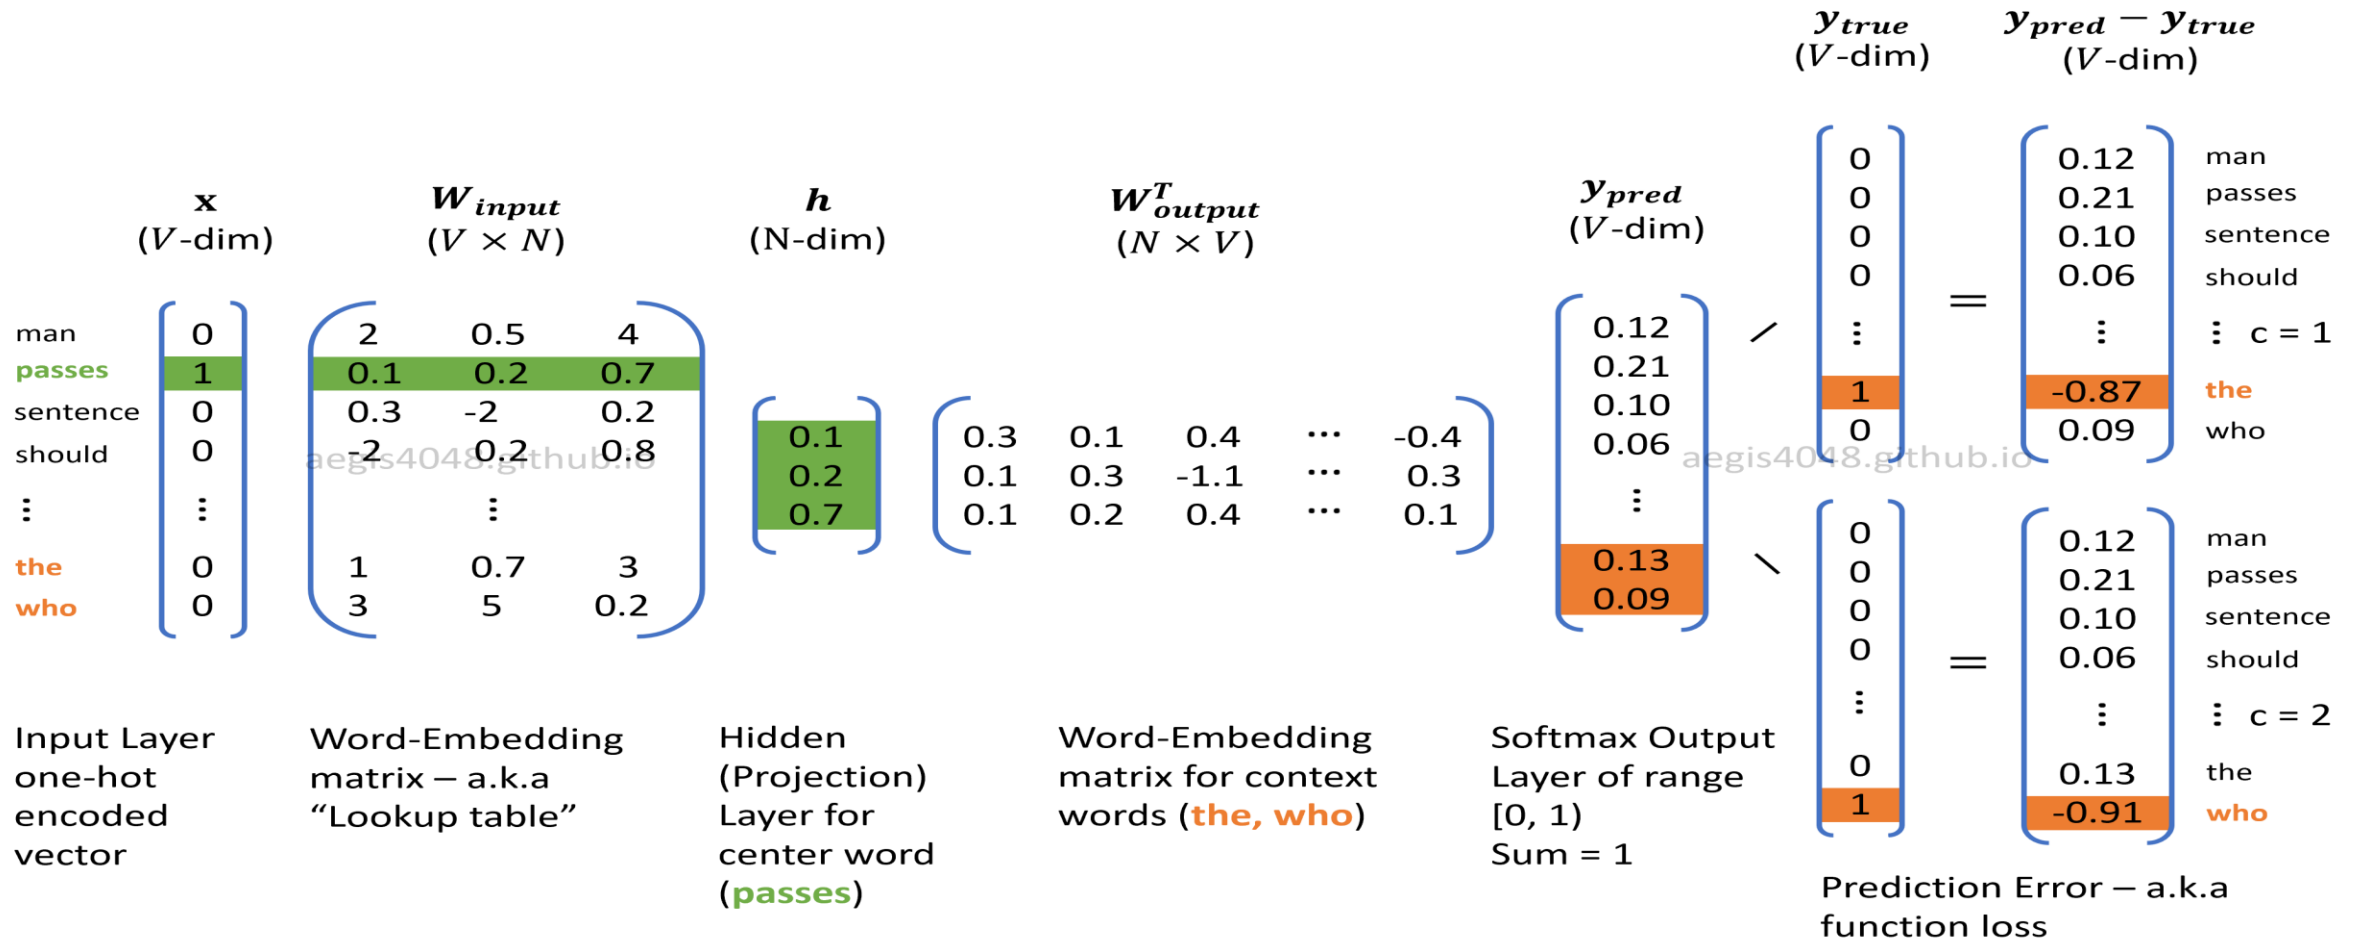 x
(V-dim)
W_input
(V × N)
h
(N-dim)
W^T_output
(N × V)
y_pred
(V-dim)
y_true
(V-dim)
y_pred − y_true
(V-dim)
man 0 2 0.5 4
passes 1 0.1 0.2 0.7
sentence 0 0.3 -2 0.2
should 0 -2 0.2 0.8
⋮ ⋮ ⋮
the 0 1 0.7 3
who 0 3 5 0.2
aegis4048.github.io
0.1
0.2
0.7
0.3 0.1 0.4 ⋯ -0.4
0.1 0.3 -1.1 ⋯ 0.3
0.1 0.2 0.4 ⋯ 0.1
0.12
0.21
0.10
0.06
⋮
0.13
0.09
0 = 0.12 man
0 0.21 passes
0 0.10 sentence
0 0.06 should
⋮ ⋮ ⋮ c = 1
1 -0.87 the
0 0.09 who
aegis4048.github.io
0 = 0.12 man
0 0.21 passes
0 0.10 sentence
0 0.06 should
⋮ ⋮ ⋮ c = 2
0 0.13 the
1 -0.91 who
Input Layer
one-hot
encoded
vector
Word-Embedding
matrix – a.k.a
“Lookup table”
Hidden
(Projection)
Layer for
center word
(passes)
Word-Embedding
matrix for context
words (the, who)
Softmax Output
Layer of range
[0, 1)
Sum = 1
Prediction Error – a.k.a
function loss